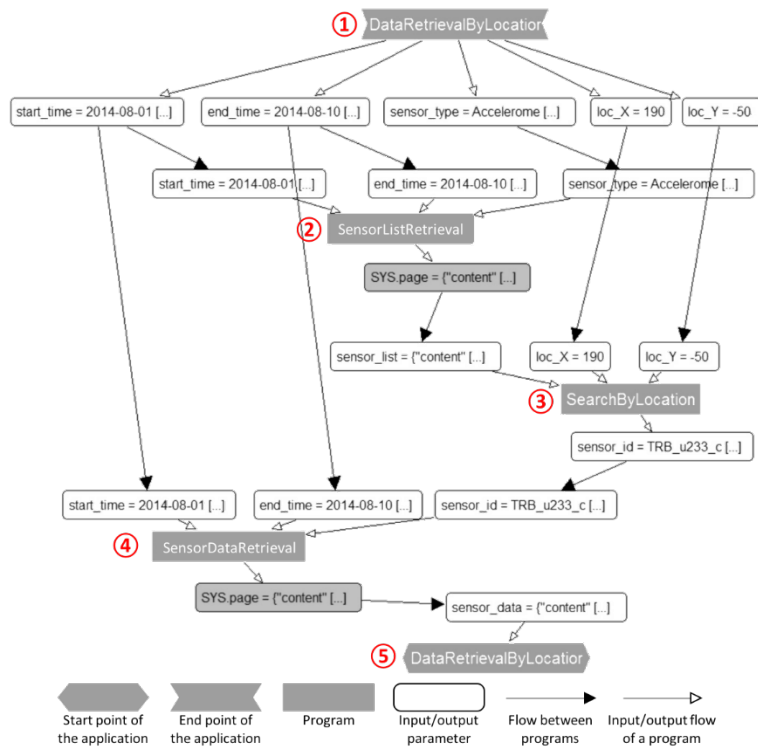 ① DataRetrievalByLocation
start_time = 2014-08-01 [...]
end_time = 2014-08-10 [...]
sensor_type = Accelerome [...]
loc_X = 190
loc_Y = -50
start_time = 2014-08-01 [...]
end_time = 2014-08-10 [...]
sensor_type = Accelerome [...]
② SensorListRetrieval
SYS.page = {"content" [...]
sensor_list = {"content" [...]
loc_X = 190
loc_Y = -50
③ SearchByLocation
sensor_id = TRB_u233_c [...]
start_time = 2014-08-01 [...]
end_time = 2014-08-10 [...]
sensor_id = TRB_u233_c [...]
④ SensorDataRetrieval
SYS.page = {"content" [...]
sensor_data = {"content" [...]
⑤ DataRetrievalByLocation
Start point of
the application
End point of
the application
Program
Input/output
parameter
Flow between
programs
Input/output flow
of a program